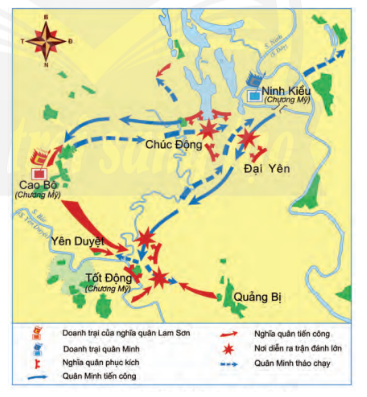 B
T
Đ
N
Ninh Kiều
(Chương Mỹ)
Chúc Động
(Chương Mỹ)
Đại Yên
Cao Bộ
(Chương Mỹ)
Yên Duyệt
Tốt Động
(Chương Mỹ)
Quảng Bị
Doanh trại của nghĩa quân Lam Sơn
Doanh trại quân Minh
Nghĩa quân phục kích
Quân Minh tiến công
Nghĩa quân tiến công
Nơi diễn ra trận đánh lớn
Quân Minh tháo chạy